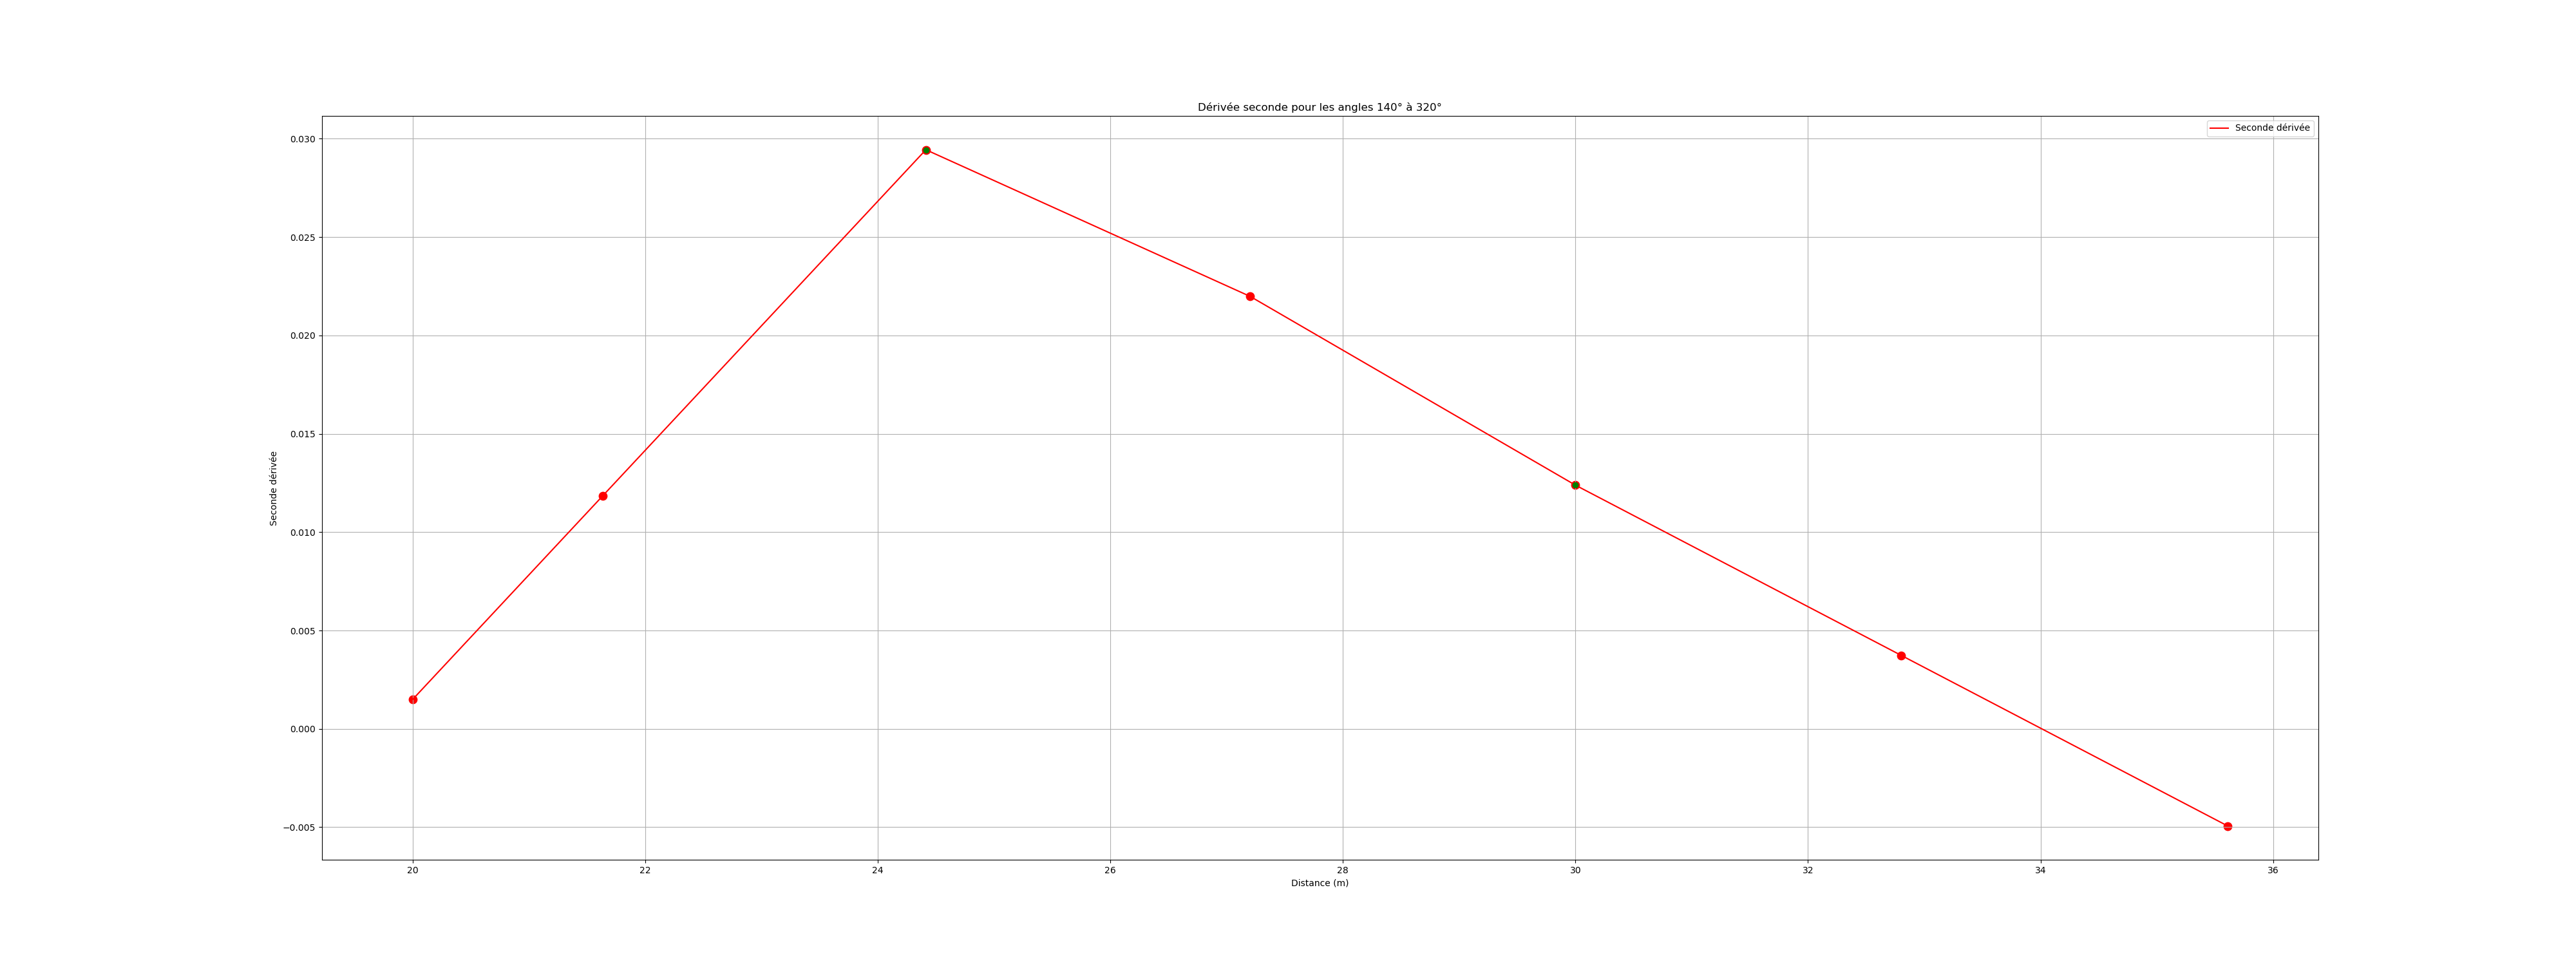 Dérivée seconde pour les angles 140° à 320°
Seconde dérivée
0.030
0.025
0.020
0.015
0.010
0.005
0.000
−0.005
Seconde dérivée
20 22 24 26 28 30 32 34 36
Distance (m)